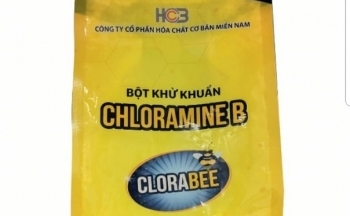 HCB
CÔNG TY CỔ PHẦN HÓA CHẤT CƠ BẢN MIỀN NAM
BỘT KHỬ KHUẨN
CHLORAMINE B
CLORABEE